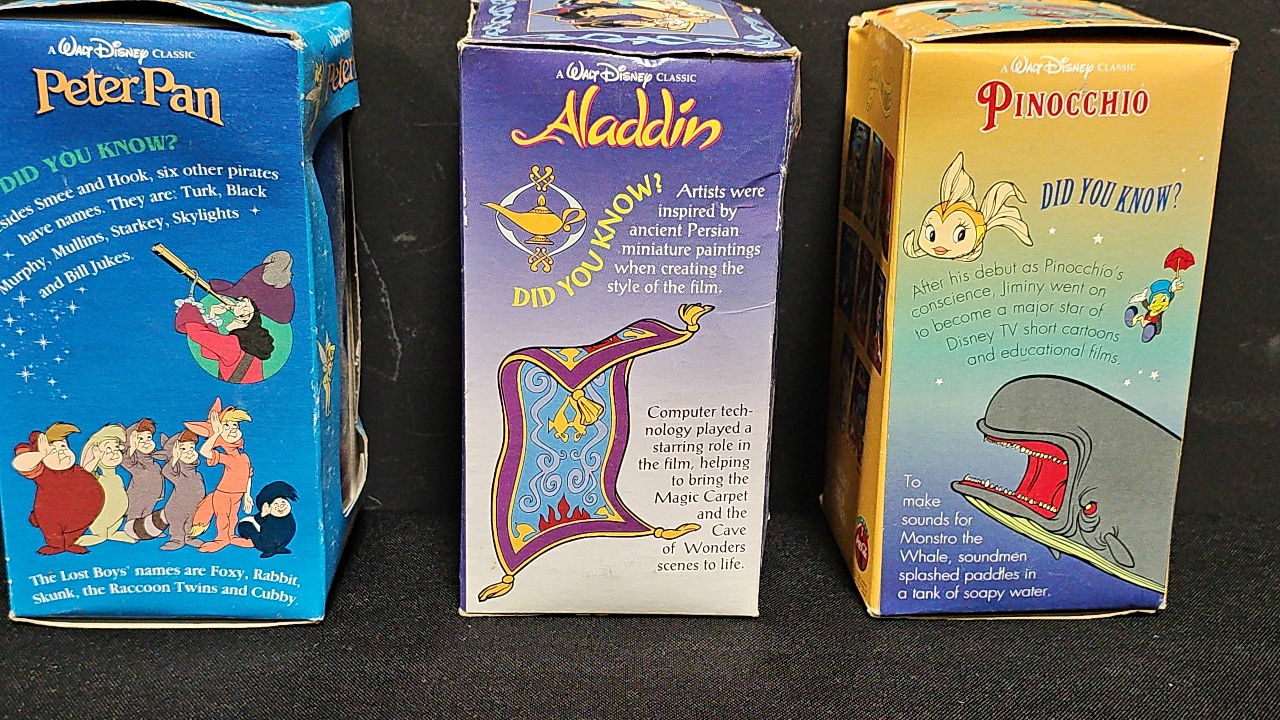 A WALT DISNEY CLASSIC
Peter Pan
DID YOU KNOW?
sides Smee and Hook, six other pirates
have names. They are: Turk, Black
Murphy, Mullins, Starkey, Skylights
and Bill Jukes.
The Lost Boys' names are Foxy, Rabbit,
Skunk, the Raccoon Twins and Cubby.
A WALT DISNEY CLASSIC
Aladdin
DID YOU KNOW?
Artists were
inspired by
ancient Persian
miniature paintings
when creating the
style of the film.
Computer tech-
nology played a
starring role in
the film, helping
to bring the
Magic Carpet
and the
Cave
of Wonders
scenes to life.
A WALT DISNEY CLASSIC
PINOCCHIO
DID YOU KNOW?
After his debut as Pinocchio's
conscience, Jiminy went on
to become a major star of
Disney TV short cartoons
and educational films.
To
make
sounds for
Monstro the
Whale, soundmen
splashed paddles in
a tank of soapy water.